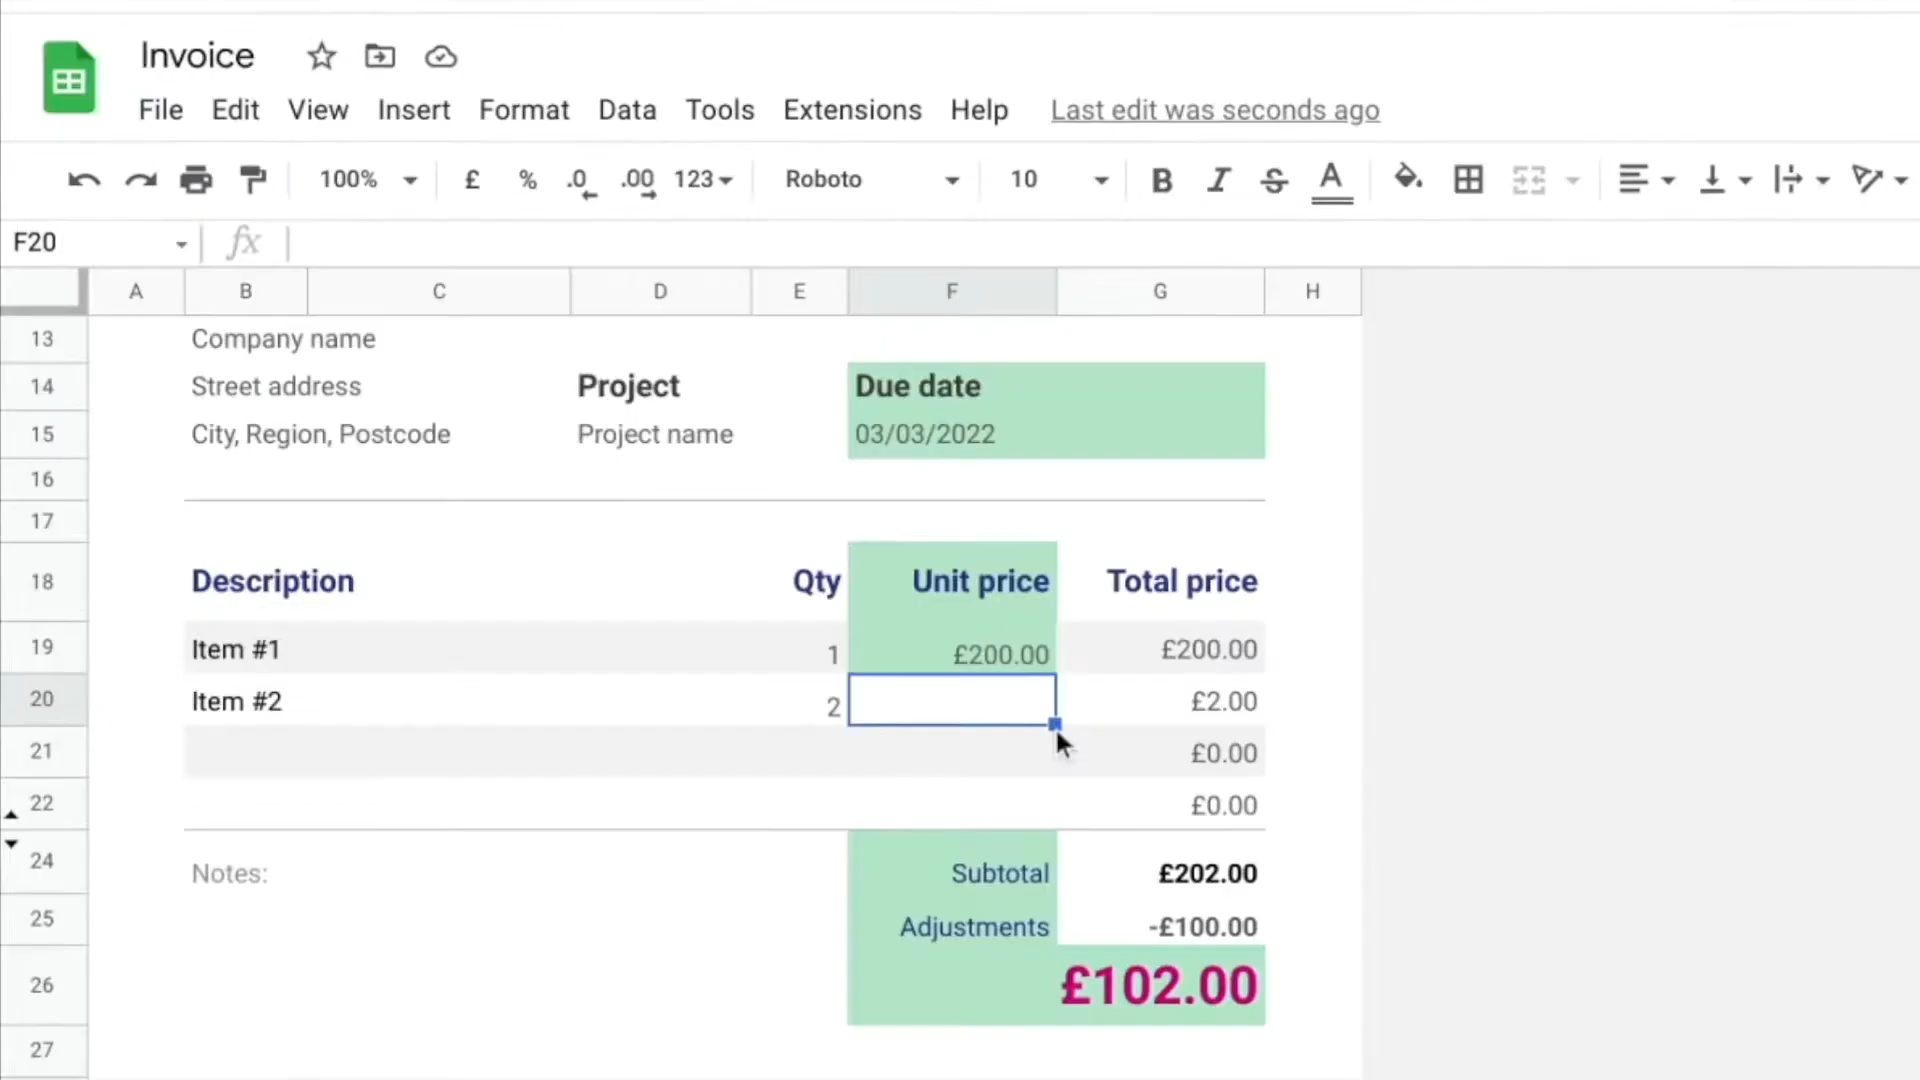 Invoice
File Edit View Insert Format Data Tools Extensions Help Last edit was seconds ago
100% £ % .0 .00 123 Roboto 10 B I S A
F20 fx
A B C D E F G H
13 Company name
14 Street address Project Due date
15 City, Region, Postcode Project name 03/03/2022
16
17
18 Description Qty Unit price Total price
19 Item #1 1 £200.00 £200.00
20 Item #2 2 £2.00
21 £0.00
22 £0.00
24 Notes: Subtotal £202.00
25 Adjustments -£100.00
26 £102.00
27